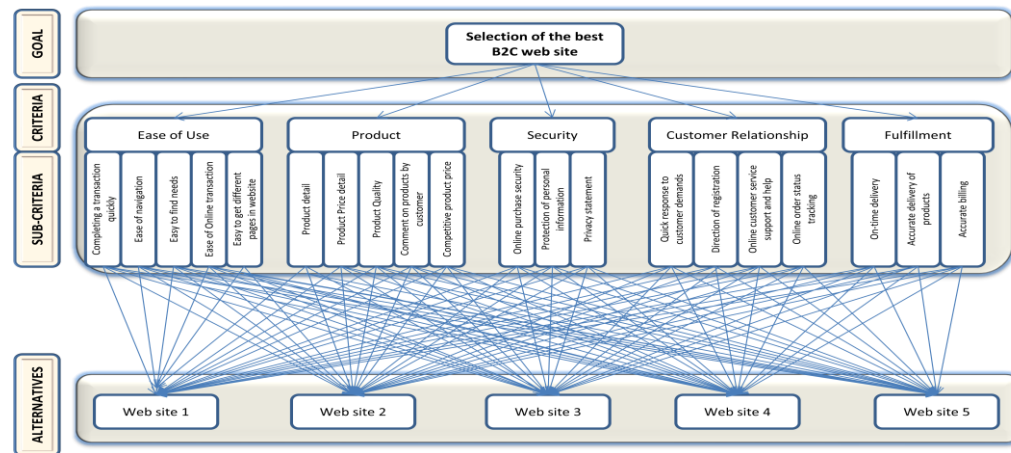 GOAL
Selection of the best
B2C web site
CRITERIA
Ease of Use
Product
Security
Customer Relationship
Fulfillment
SUB-CRITERIA
Completing a transaction
quickly
Ease of navigation
Easy to find needs
Ease of Online transaction
Easy to get different
pages in website
Product detail
Product Price detail
Product Quality
Comment on products by
customer
Competitive product price
Online purchase security
Protection of personal
information
Privacy statement
Quick response to
customer demands
Direction of registration
Online customer service
support and help
Online order status
tracking
On-time delivery
Accurate delivery of
products
Accurate billing
ALTERNATIVES
Web site 1
Web site 2
Web site 3
Web site 4
Web site 5